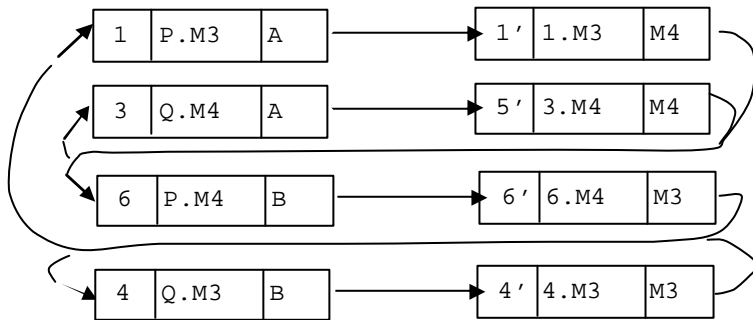 1 P.M3 A 1′ 1.M3 M4
3 Q.M4 A 5′ 3.M4 M4
6 P.M4 B 6′ 6.M4 M3
4 Q.M3 B 4′ 4.M3 M3